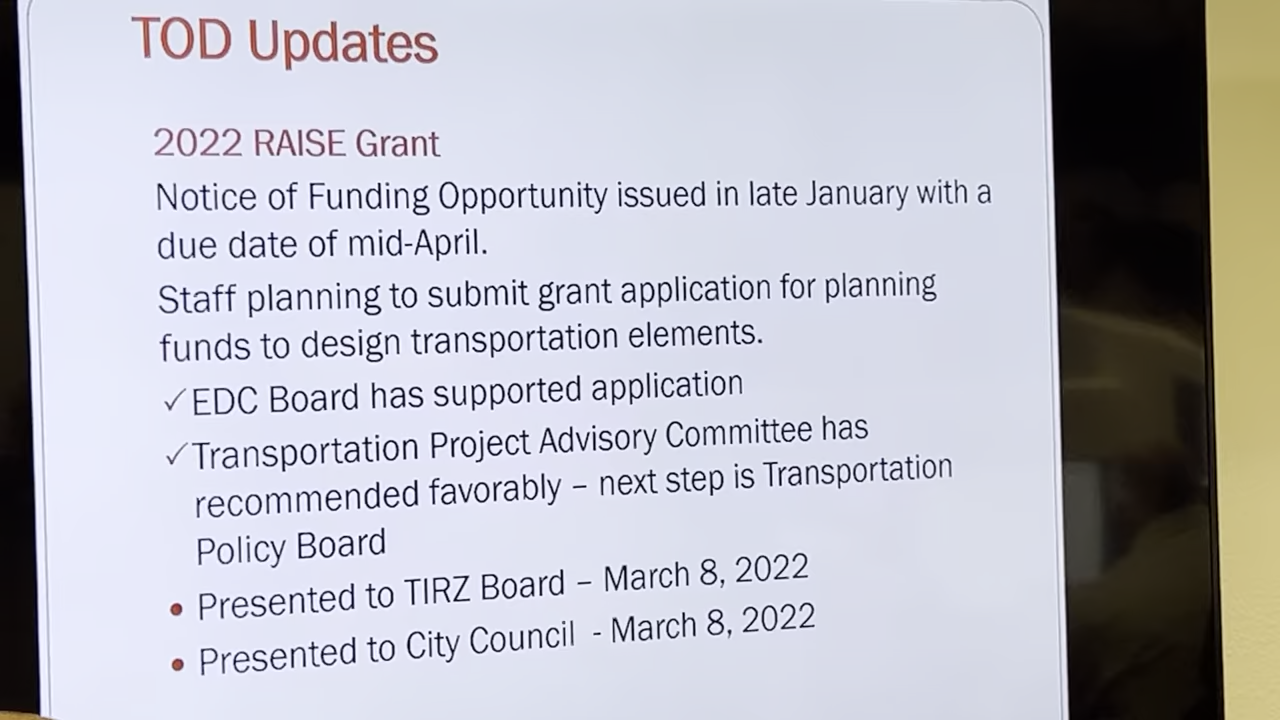 TOD Updates
2022 RAISE Grant
Notice of Funding Opportunity issued in late January with a
due date of mid-April.
Staff planning to submit grant application for planning
funds to design transportation elements.
✓EDC Board has supported application
✓Transportation Project Advisory Committee has
recommended favorably – next step is Transportation
Policy Board
• Presented to TIRZ Board – March 8, 2022
• Presented to City Council - March 8, 2022